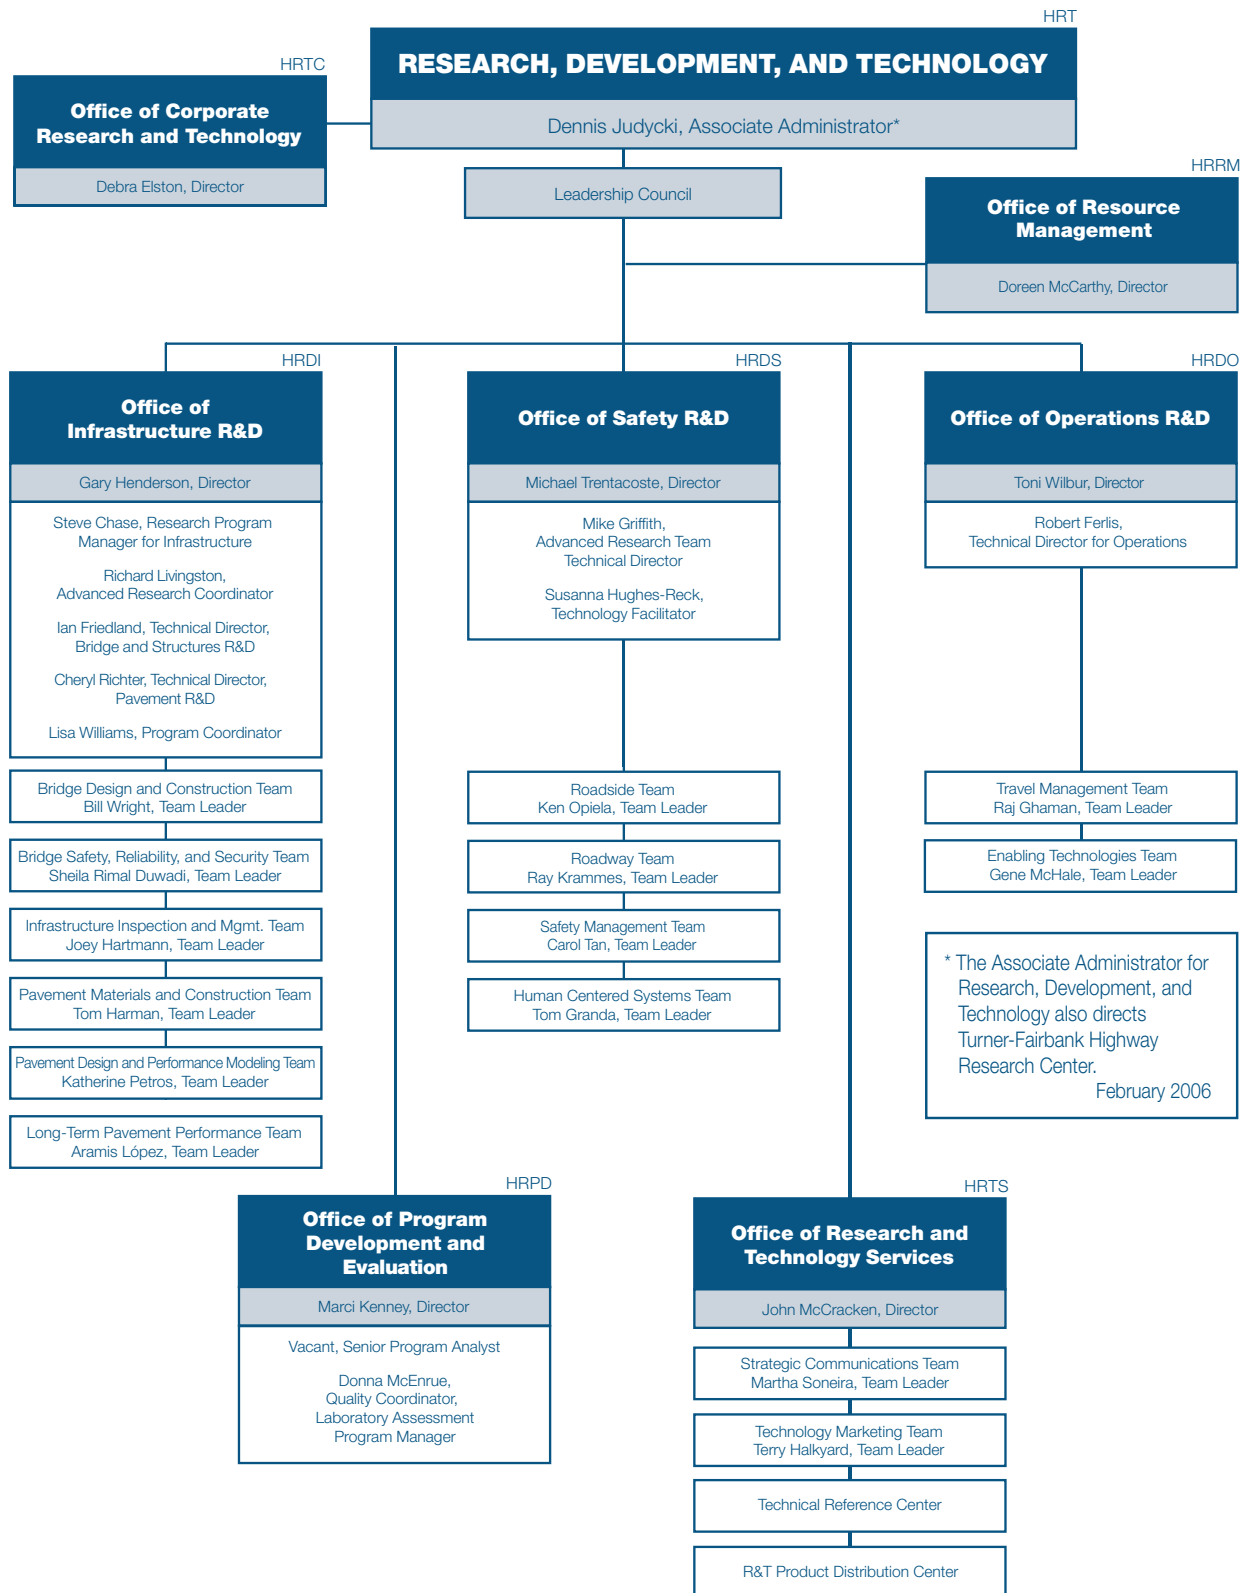 HRT
RESEARCH, DEVELOPMENT, AND TECHNOLOGY
Dennis Judycki, Associate Administrator*
HRTC
Office of Corporate
Research and Technology
Debra Elston, Director
Leadership Council
HRRM
Office of Resource
Management
Doreen McCarthy, Director
HRDI
Office of
Infrastructure R&D
Gary Henderson, Director
Steve Chase, Research Program
Manager for Infrastructure
Richard Livingston,
Advanced Research Coordinator
Ian Friedland, Technical Director,
Bridge and Structures R&D
Cheryl Richter, Technical Director,
Pavement R&D
Lisa Williams, Program Coordinator
Bridge Design and Construction Team
Bill Wright, Team Leader
Bridge Safety, Reliability, and Security Team
Sheila Rimal Duwadi, Team Leader
Infrastructure Inspection and Mgmt. Team
Joey Hartmann, Team Leader
Pavement Materials and Construction Team
Tom Harman, Team Leader
Pavement Design and Performance Modeling Team
Katherine Petros, Team Leader
Long-Term Pavement Performance Team
Aramis López, Team Leader
HRDS
Office of Safety R&D
Michael Trentacoste, Director
Mike Griffith,
Advanced Research Team
Technical Director
Susanna Hughes-Reck,
Technology Facilitator
Roadside Team
Ken Opiela, Team Leader
Roadway Team
Ray Krammes, Team Leader
Safety Management Team
Carol Tan, Team Leader
Human Centered Systems Team
Tom Granda, Team Leader
HRDO
Office of Operations R&D
Toni Wilbur, Director
Robert Ferlis,
Technical Director for Operations
Travel Management Team
Raj Ghaman, Team Leader
Enabling Technologies Team
Gene McHale, Team Leader
* The Associate Administrator for
Research, Development, and
Technology also directs
Turner-Fairbank Highway
Research Center.
February 2006
HRPD
Office of Program
Development and
Evaluation
Marci Kenney, Director
Vacant, Senior Program Analyst
Donna McEnrue,
Quality Coordinator,
Laboratory Assessment
Program Manager
HRTS
Office of Research and
Technology Services
John McCracken, Director
Strategic Communications Team
Martha Soneira, Team Leader
Technology Marketing Team
Terry Halkyard, Team Leader
Technical Reference Center
R&T Product Distribution Center